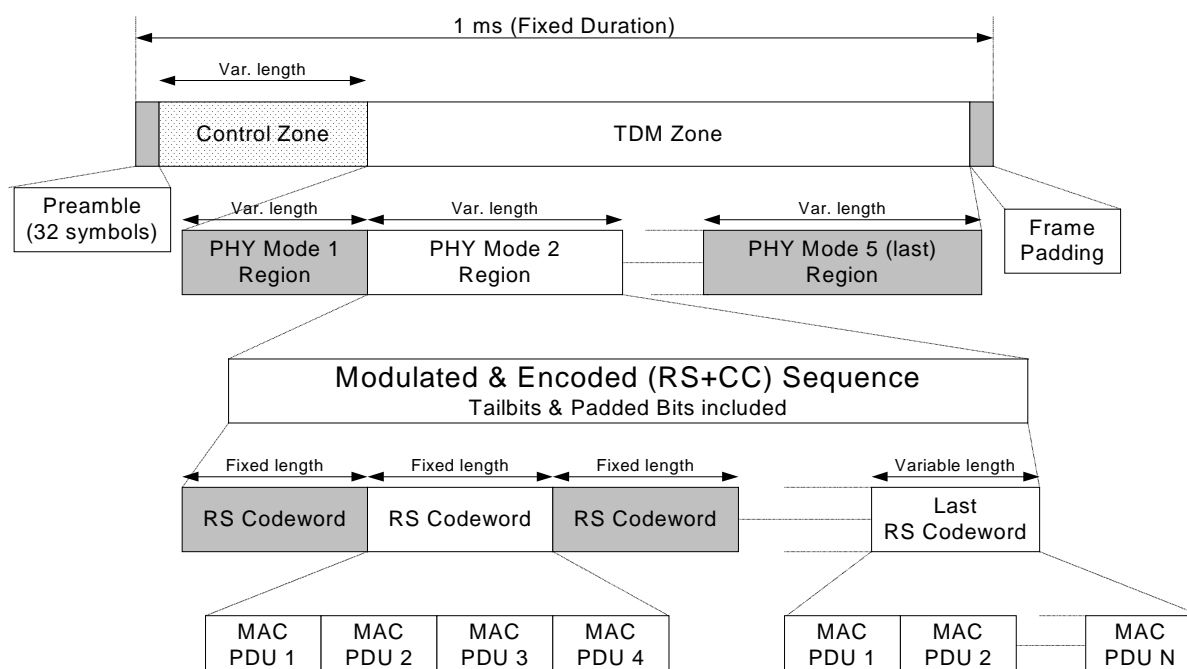 1 ms (Fixed Duration)
Var. length
Control Zone
TDM Zone
Preamble
(32 symbols)
Var. length
Var. length
Var. length
Frame
Padding
PHY Mode 1
Region
PHY Mode 2
Region
PHY Mode 5 (last)
Region
Modulated & Encoded (RS+CC) Sequence
Tailbits & Padded Bits included
Fixed length
Fixed length
Fixed length
Variable length
RS Codeword
RS Codeword
RS Codeword
Last
RS Codeword
MAC
PDU 1
MAC
PDU 2
MAC
PDU 3
MAC
PDU 4
MAC
PDU 1
MAC
PDU 2
MAC
PDU N